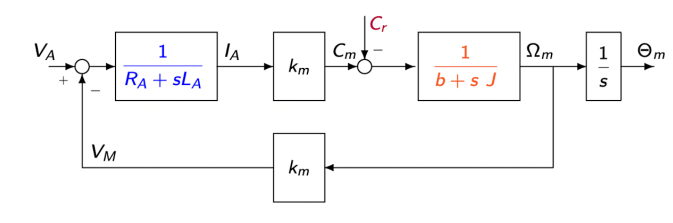 C_r
V_A + − 1 / (R_A + sL_A) I_A k_m C_m − 1 / (b + s J) Ω_m 1 / s Θ_m
V_M k_m